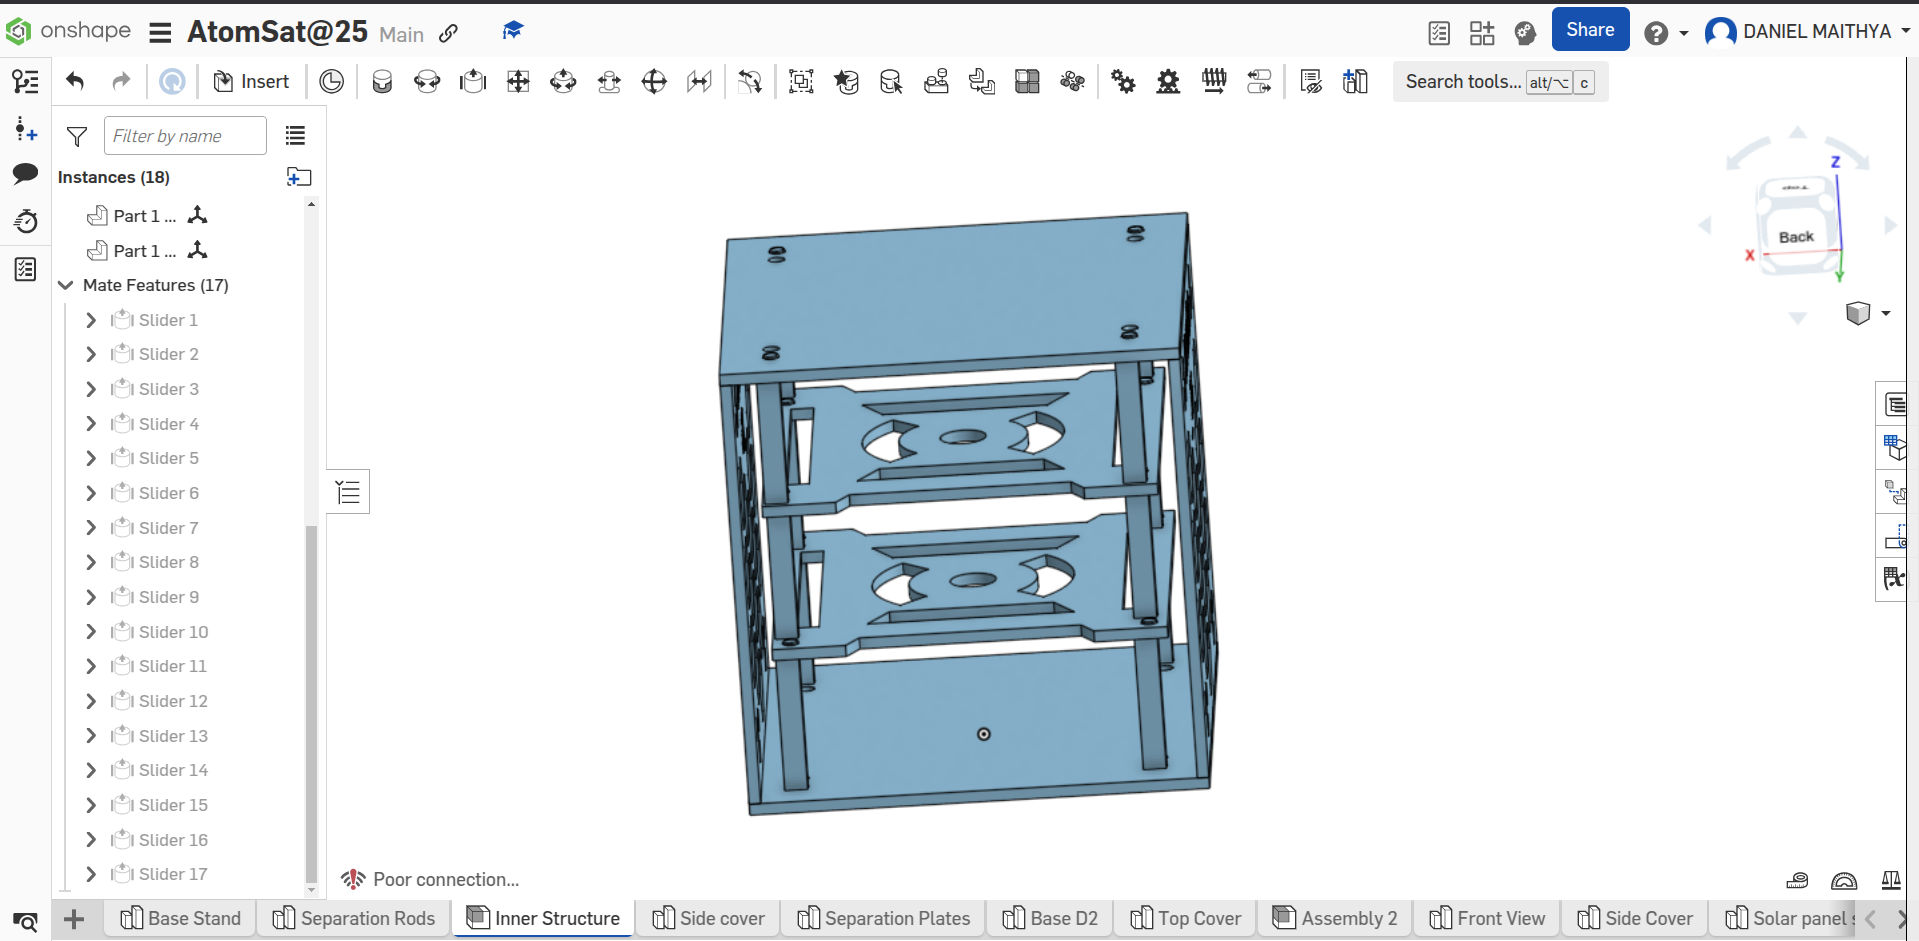 onshape AtomSat@25 Main Share DANIEL MAITHYA
Insert Search tools... alt/⌥ c
Filter by name
Instances (18)
Part 1 ...
Part 1 ...
Mate Features (17)
Slider 1
Slider 2
Slider 3
Slider 4
Slider 5
Slider 6
Slider 7
Slider 8
Slider 9
Slider 10
Slider 11
Slider 12
Slider 13
Slider 14
Slider 15
Slider 16
Slider 17
Z
Top
Back
X
Y
Poor connection...
Base Stand Separation Rods Inner Structure Side cover Separation Plates Base D2 Top Cover Assembly 2 Front View Side Cover Solar panel